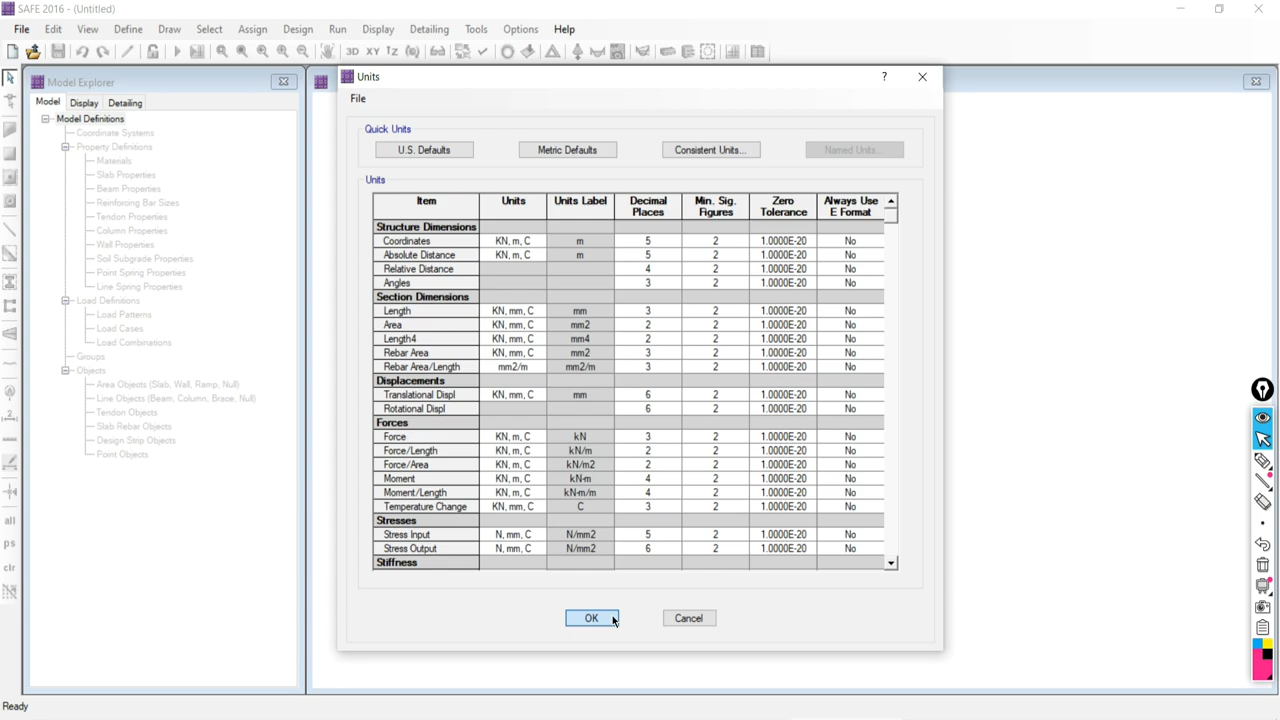 SAFE 2016 - (Untitled)
File Edit View Define Draw Select Assign Design Run Display Detailing Tools Options Help
3D XY
Model Explorer
Model Display Detailing
Model Definitions
Coordinate Systems
Property Definitions
Materials
Slab Properties
Beam Properties
Reinforcing Bar Sizes
Tendon Properties
Column Properties
Wall Properties
Soil Subgrade Properties
Point Spring Properties
Line Spring Properties
Load Definitions
Load Patterns
Load Cases
Load Combinations
Groups
Objects
Area Objects (Slab, Wall, Ramp, Null)
Line Objects (Beam, Column, Brace, Null)
Tendon Objects
Slab Rebar Objects
Design Strip Objects
Point Objects
all
ps
clr
Units
?
File
Quick Units
U.S. Defaults Metric Defaults Consistent Units... Named Units...
Units
Item Units Units Label Decimal Places Min. Sig. Figures Zero Tolerance Always Use E Format
Structure Dimensions
Coordinates KN, m, C m 5 2 1.0000E-20 No
Absolute Distance KN, m, C m 5 2 1.0000E-20 No
Relative Distance 4 2 1.0000E-20 No
Angles 3 2 1.0000E-20 No
Section Dimensions
Length KN, mm, C mm 3 2 1.0000E-20 No
Area KN, mm, C mm2 2 2 1.0000E-20 No
Length4 KN, mm, C mm4 2 2 1.0000E-20 No
Rebar Area KN, mm, C mm2 3 2 1.0000E-20 No
Rebar Area/Length mm2/m mm2/m 3 2 1.0000E-20 No
Displacements
Translational Displ KN, mm, C mm 6 2 1.0000E-20 No
Rotational Displ 6 2 1.0000E-20 No
Forces
Force KN, m, C kN 3 2 1.0000E-20 No
Force/Length KN, m, C kN/m 2 2 1.0000E-20 No
Force/Area KN, m, C kN/m2 2 2 1.0000E-20 No
Moment KN, m, C kN-m 4 2 1.0000E-20 No
Moment/Length KN, m, C kN-m/m 4 2 1.0000E-20 No
Temperature Change KN, mm, C C 3 2 1.0000E-20 No
Stresses
Stress Input N, mm, C N/mm2 5 2 1.0000E-20 No
Stress Output N, mm, C N/mm2 6 2 1.0000E-20 No
Stiffness
OK Cancel
Ready